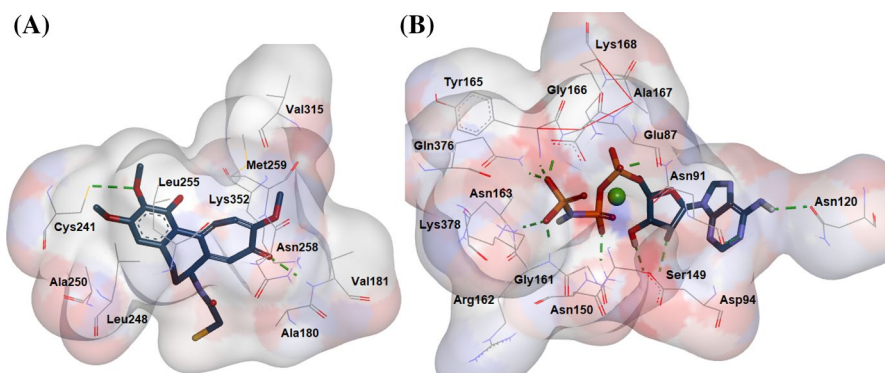 (A)
Val315
Met259
Leu255
Lys352
Cys241
Asn258
Val181
Ala250
Leu248
Ala180
(B)
Lys168
Tyr165
Gly166
Ala167
Gln376
Glu87
Asn91
Asn163
Asn120
Lys378
Gly161
Ser149
Arg162
Asn150
Asp94